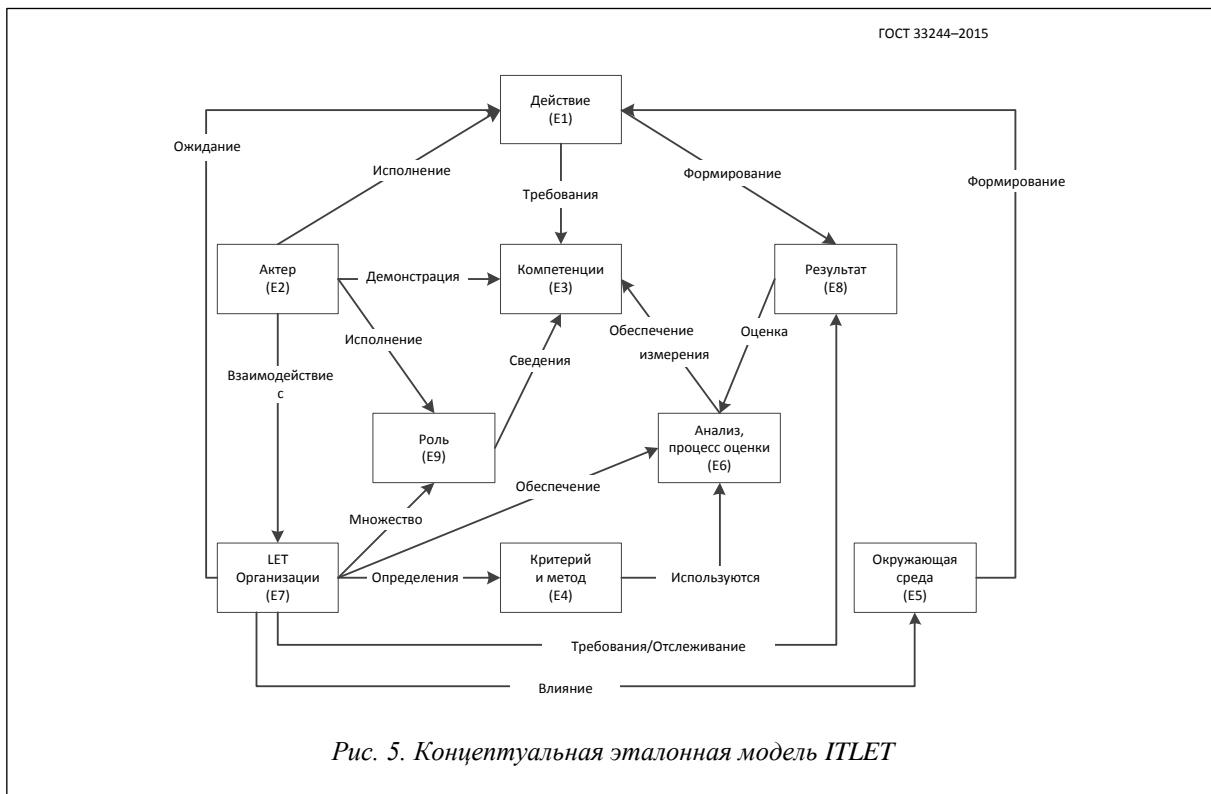 ГОСТ 33244–2015
Действие
(E1)
Ожидание
Исполнение
Формирование
Формирование
Требования
Актер
(E2)
Демонстрация
Компетенции
(E3)
Результат
(E8)
Исполнение
Обеспечение
измерения
Оценка
Сведения
Взаимодействие
с
Роль
(E9)
Анализ,
процесс оценки
(E6)
Обеспечение
Множество
LET
Организации
(E7)
Определения
Критерий
и метод
(E4)
Используются
Окружающая
среда
(E5)
Требования/Отслеживание
Влияние
Рис. 5. Концептуальная эталонная модель ITLET